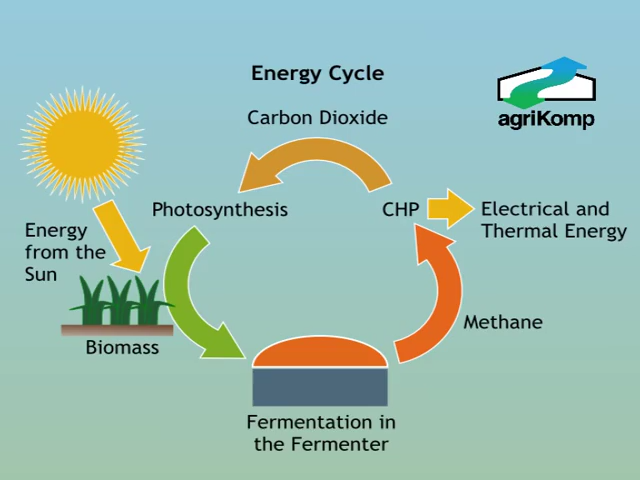 Energy Cycle
agriKomp
Carbon Dioxide
Photosynthesis
CHP
Electrical and
Thermal Energy
Energy
from the
Sun
Biomass
Methane
Fermentation in
the Fermenter